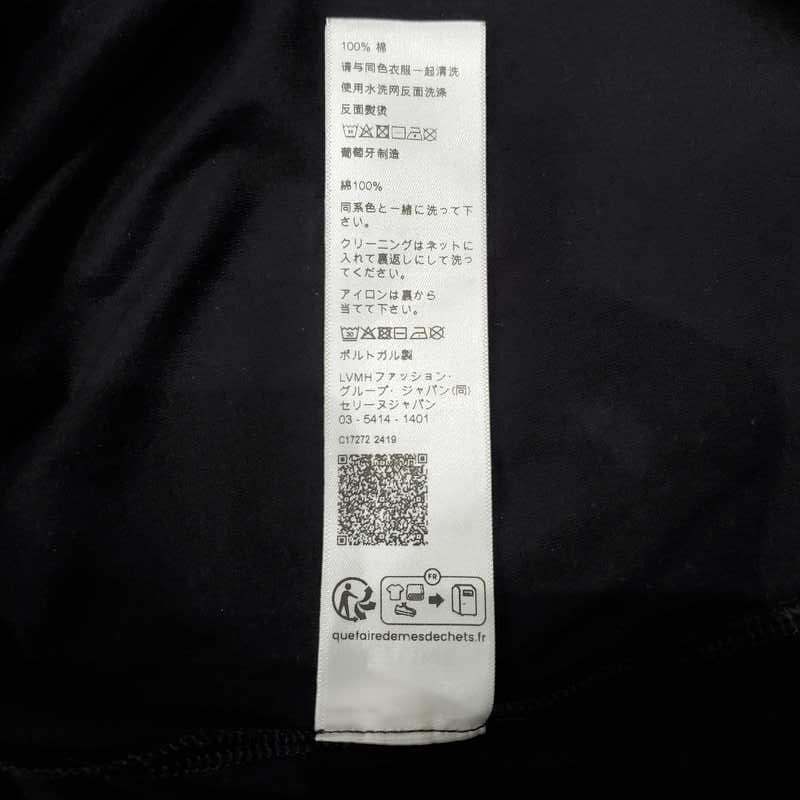 100% 棉
请与同色衣服一起清洗
使用水洗网反面洗涤
反面熨烫
葡萄牙制造
綿100%
同系色と一緒に洗って下
さい。
クリーニングはネットに
入れて裏返しにして洗っ
てください。
アイロンは裏から
当てて下さい。
30
ポルトガル製
LVMHファッション·
グループ·ジャパン(同)
セリーヌジャパン
03 - 5414 - 1401
C17272 2419
FR
quefairedemesdechets.fr